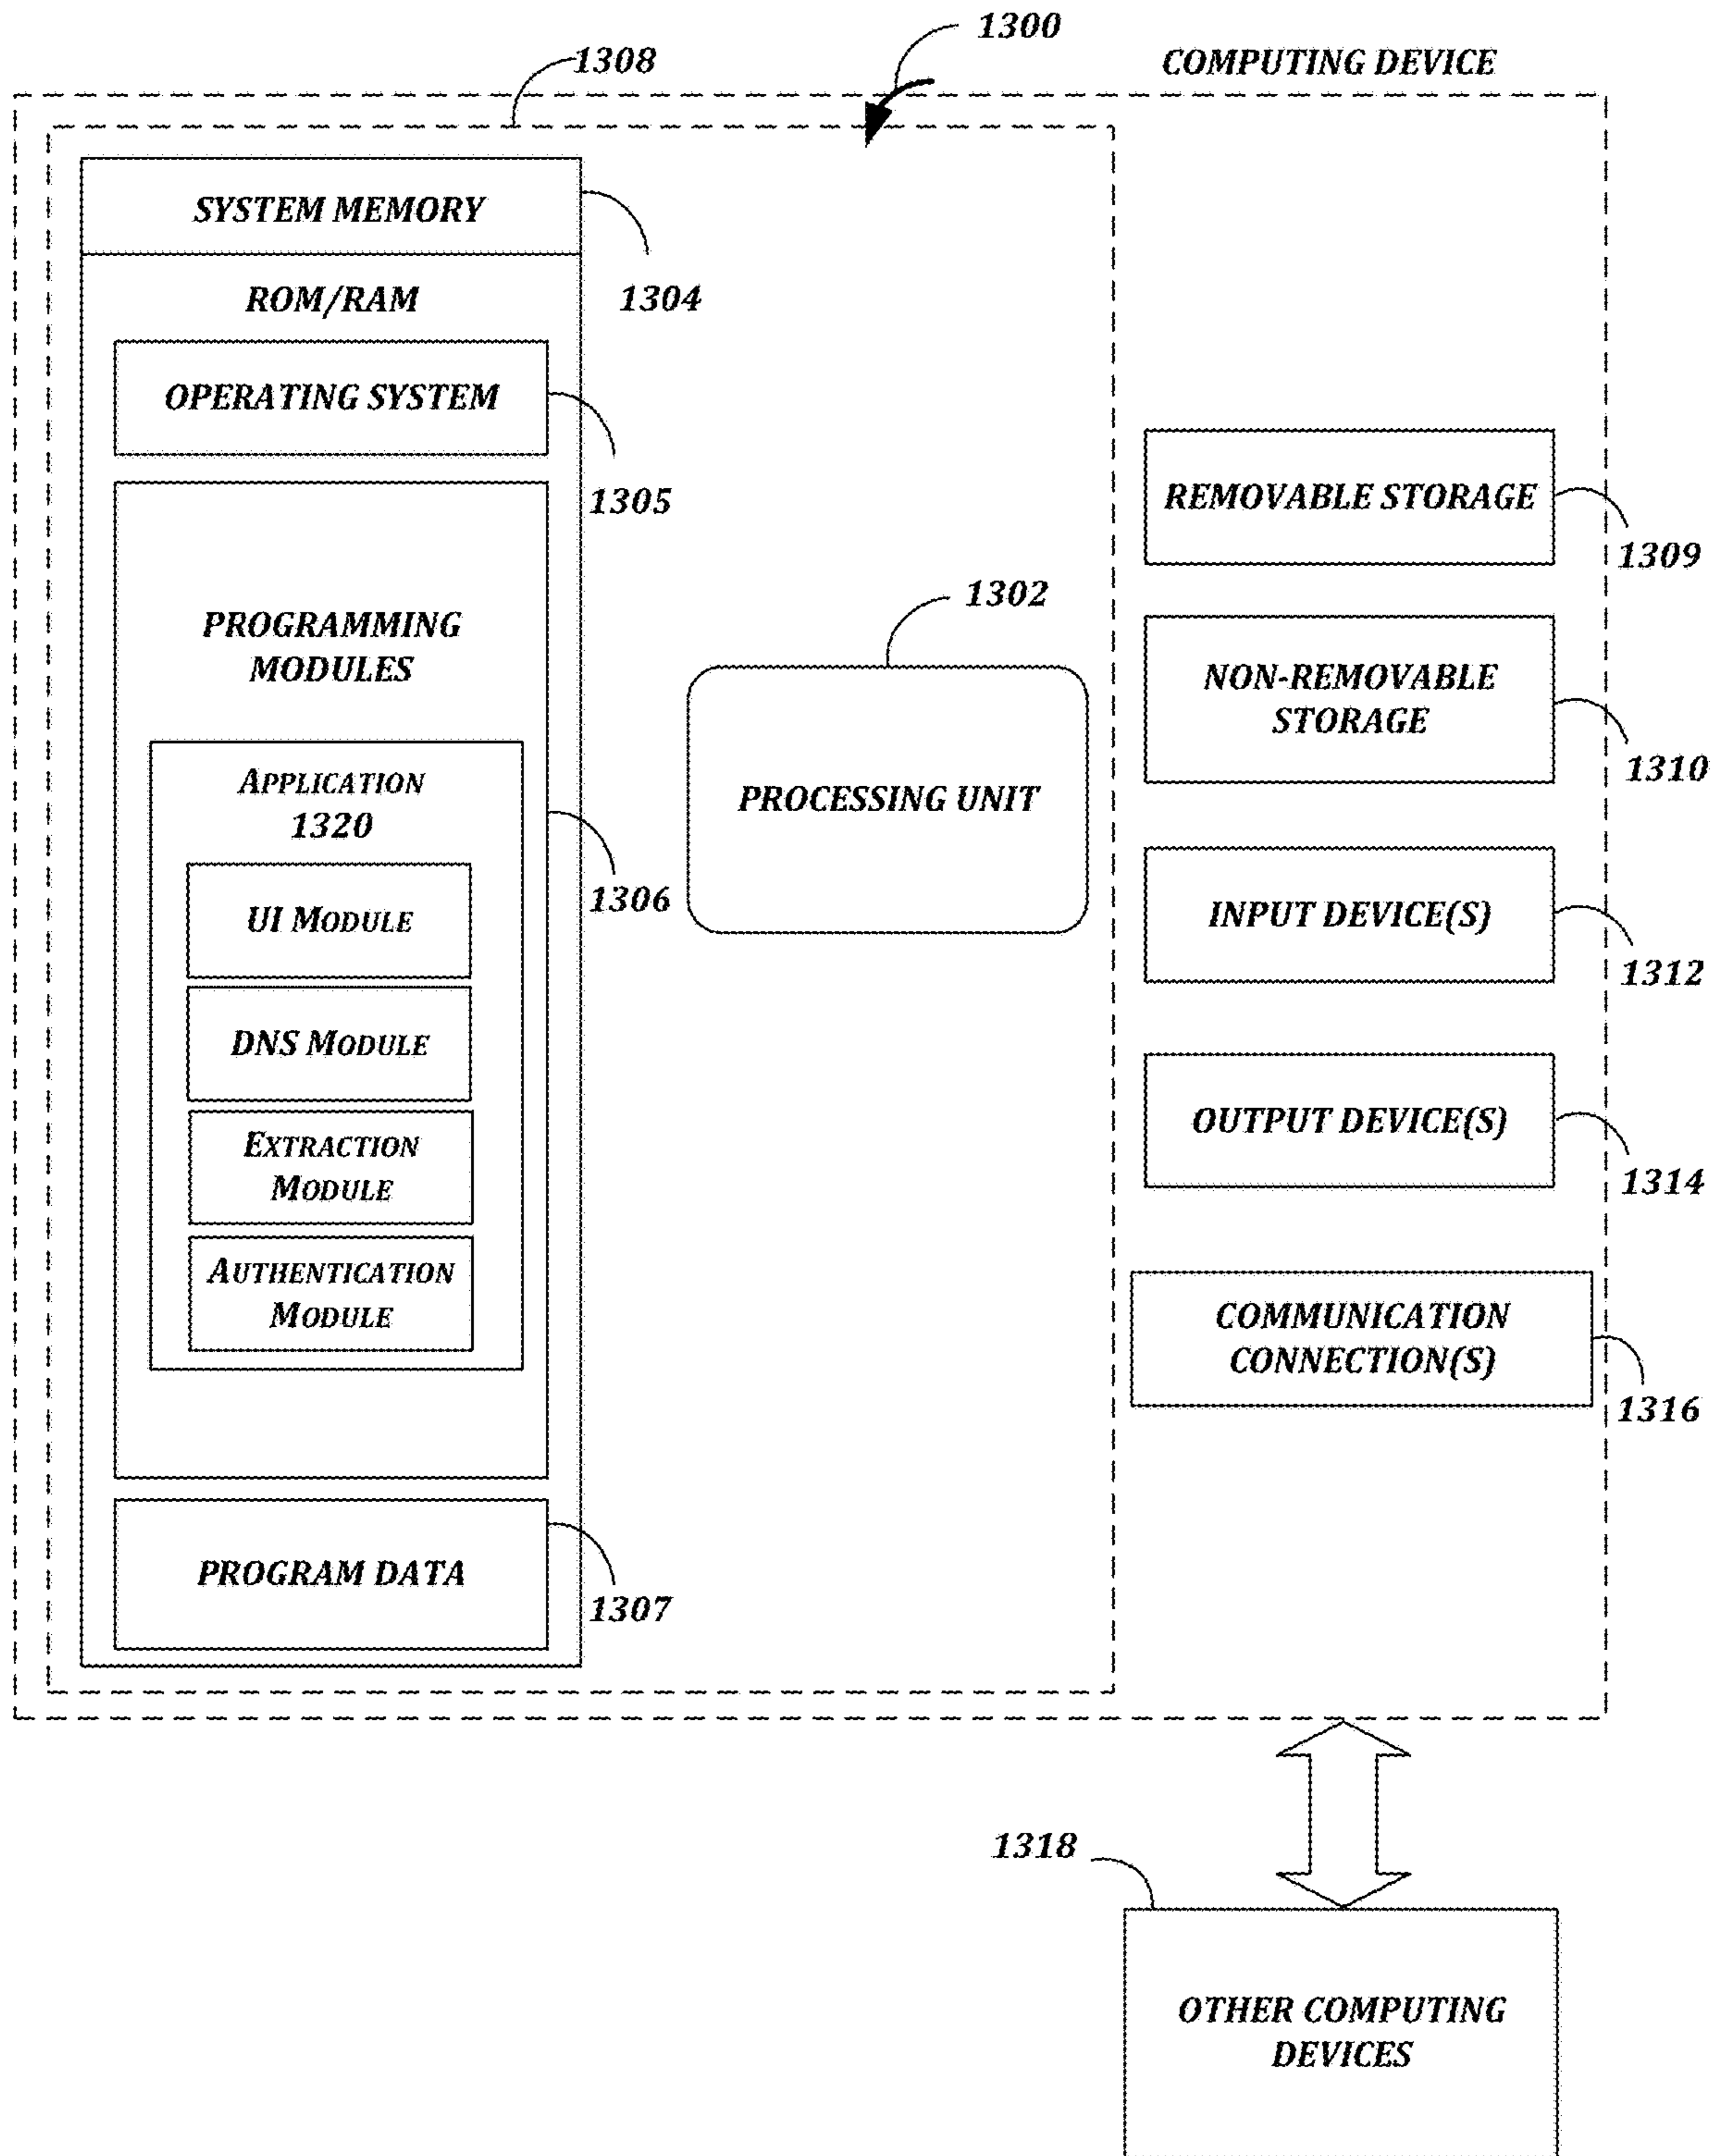 1300
1308
COMPUTING DEVICE
SYSTEM MEMORY
1304
ROM/RAM
OPERATING SYSTEM
1305
PROGRAMMING
MODULES
APPLICATION
1320
1306
UI MODULE
DNS MODULE
EXTRACTION
MODULE
AUTHENTICATION
MODULE
PROGRAM DATA
1307
1302
PROCESSING UNIT
REMOVABLE STORAGE
1309
NON-REMOVABLE
STORAGE
1310
INPUT DEVICE(S)
1312
OUTPUT DEVICE(S)
1314
COMMUNICATION
CONNECTION(S)
1316
1318
OTHER COMPUTING
DEVICES